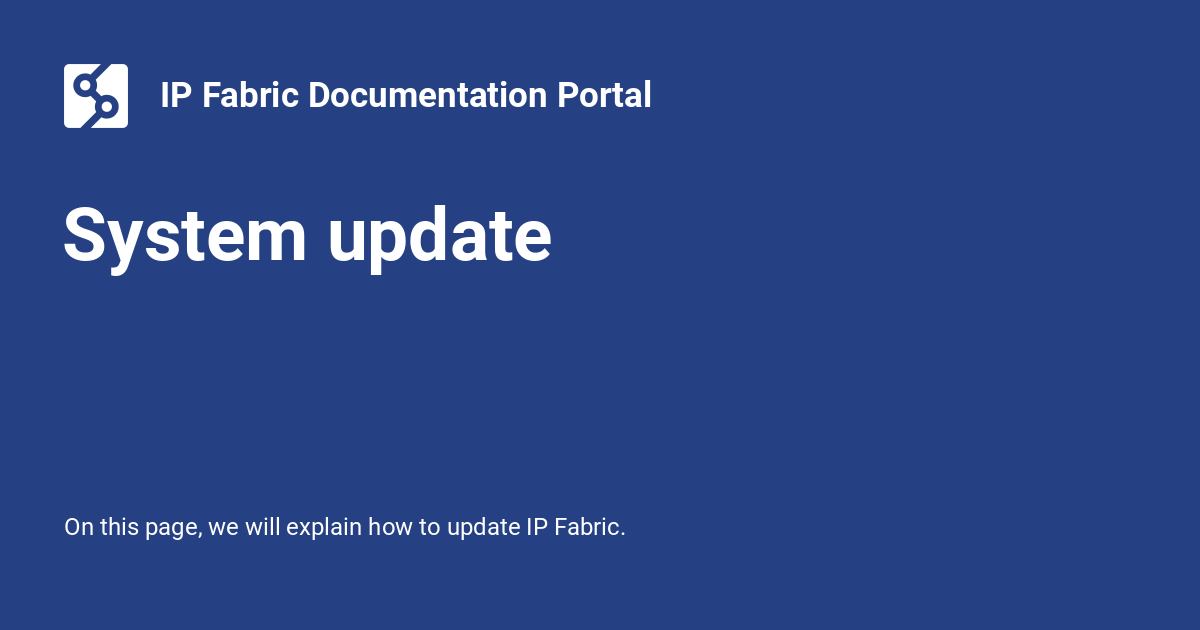 IP Fabric Documentation Portal
System update
On this page, we will explain how to update IP Fabric.